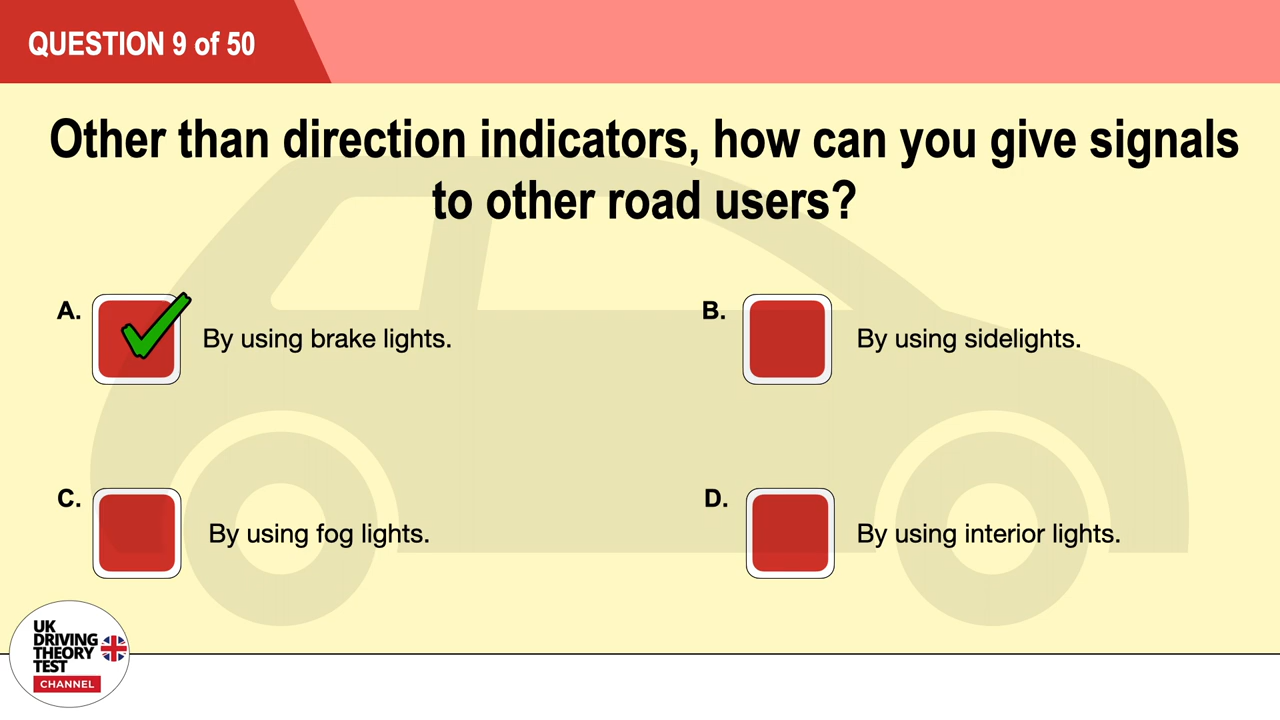 QUESTION 9 of 50
Other than direction indicators, how can you give signals
to other road users?
A.
By using brake lights.
B.
By using sidelights.
C.
By using fog lights.
D.
By using interior lights.
UK
DRIVING
THEORY
TEST
CHANNEL